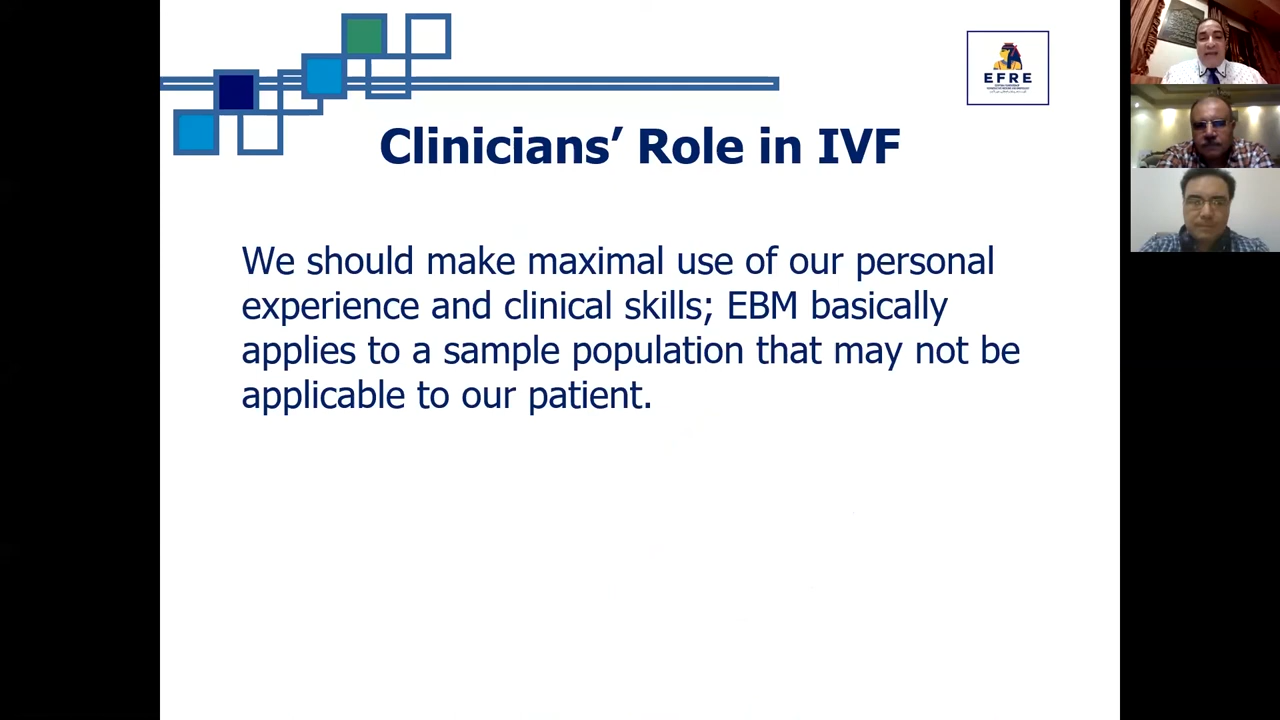 EFRE
Clinicians’ Role in IVF
We should make maximal use of our personal
experience and clinical skills; EBM basically
applies to a sample population that may not be
applicable to our patient.